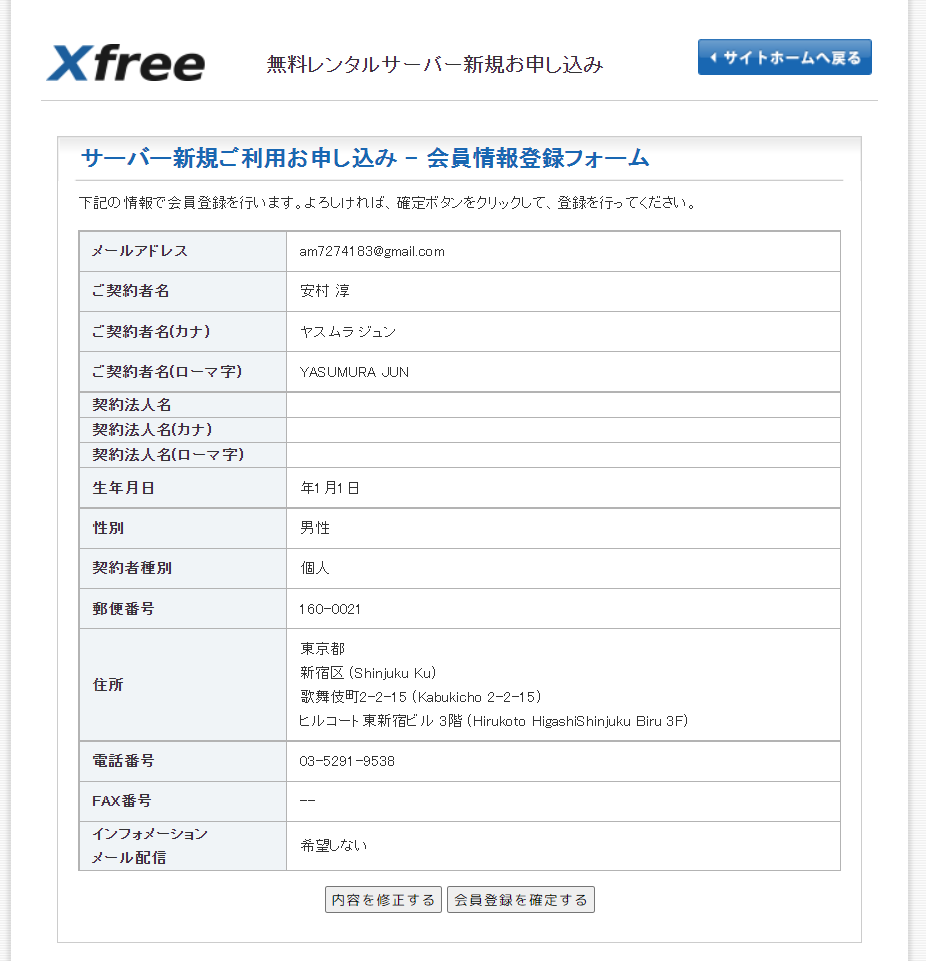 Xfree
無料レンタルサーバー新規お申し込み
サイトホームへ戻る
サーバー新規ご利用お申し込み - 会員情報登録フォーム
下記の情報で会員登録を行います。よろしければ、確定ボタンをクリックして、登録を行ってください。
メールアドレス am7274183@gmail.com
ご契約者名 安村 淳
ご契約者名(カナ) ヤスムラ ジュン
ご契約者名(ローマ字) YASUMURA JUN
契約法人名
契約法人名(カナ)
契約法人名(ローマ字)
生年月日 年1月1日
性別 男性
契約者種別 個人
郵便番号 160-0021
住所
東京都
新宿区 (Shinjuku Ku)
歌舞伎町2-2-15 (Kabukicho 2-2-15)
ヒルコート東新宿ビル 3階 (Hirukoto HigashiShinjuku Biru 3F)
電話番号 03-5291-9538
FAX番号 --
インフォメーション
メール配信
希望しない
内容を修正する 会員登録を確定する